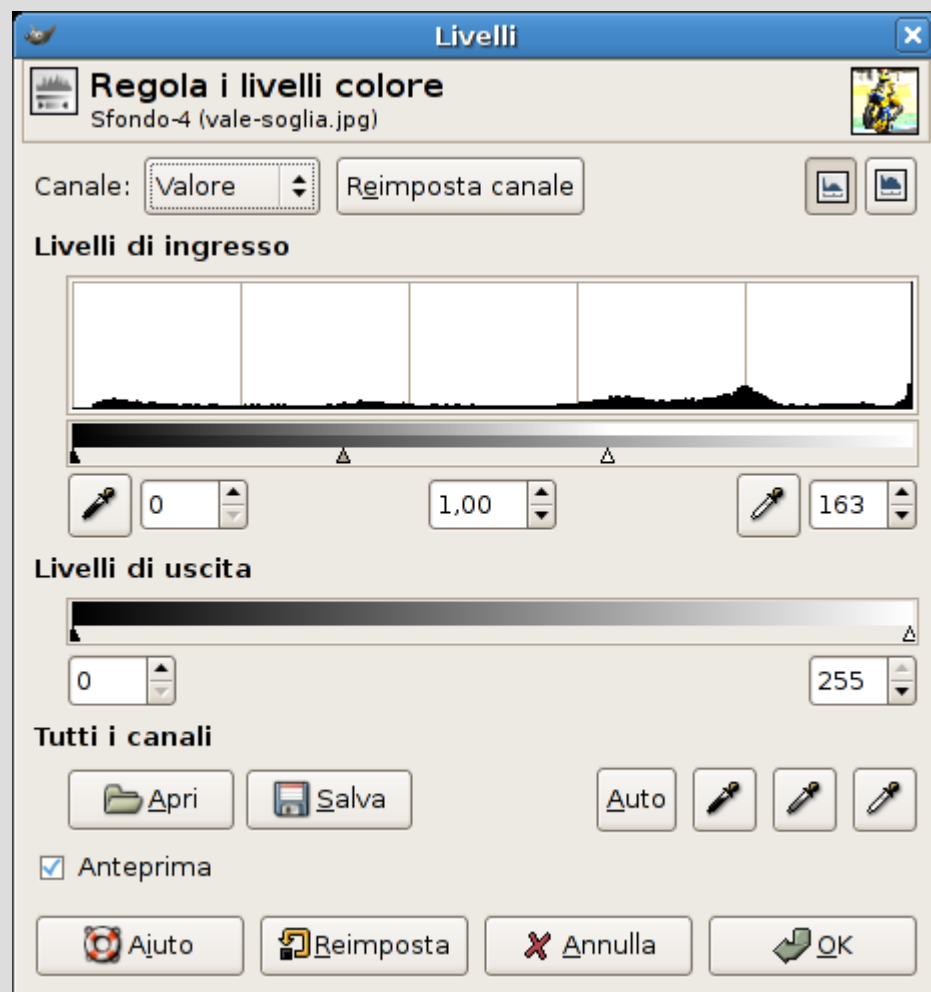 Livelli
Regola i livelli colore
Sfondo-4 (vale-soglia.jpg)
Canale: Valore Reimposta canale
Livelli di ingresso
0 1,00 163
Livelli di uscita
0 255
Tutti i canali
Apri Salva Auto
Anteprima
Aiuto Reimposta Annulla OK